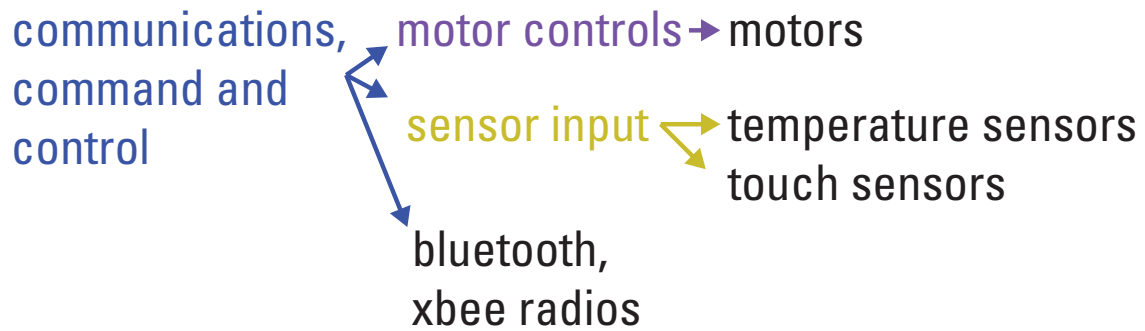 communications,
command and
control
motor controls
motors
sensor input
temperature sensors
touch sensors
bluetooth,
xbee radios